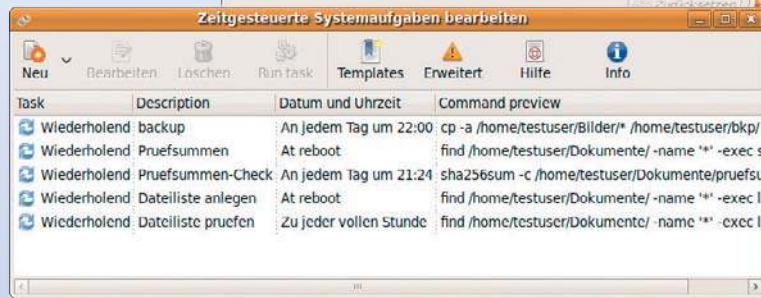 Zurücksetzen
Zeitgesteuerte Systemaufgaben bearbeiten
Neu Bearbeiten Löschen Run task Templates Erweitert Hilfe Info
Task Description Datum und Uhrzeit Command preview
Wiederholend backup An jedem Tag um 22:00 cp -a /home/testuser/Bilder/* /home/testuser/bkp/
Wiederholend Pruefsummen At reboot find /home/testuser/Dokumente/ -name '*' -exec s
Wiederholend Pruefsummen-Check An jedem Tag um 21:24 sha256sum -c /home/testuser/Dokumente/pruefsu
Wiederholend Dateiliste anlegen At reboot find /home/testuser/Dokumente/ -name '*' -exec l
Wiederholend Dateiliste pruefen Zu jeder vollen Stunde find /home/testuser/Dokumente/ -name '*' -exec l